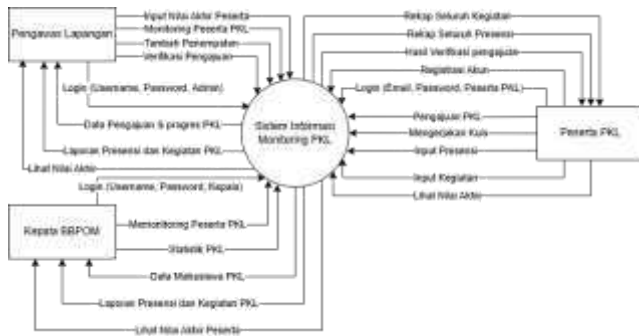 Input Nilai Akhir Peserta
Monitoring Peserta PKL
Tambah Penempatan
Verifikasi Pengajuan
Pengawas Lapangan
Login (Username, Password, Admin)
Data Pengajuan & progres PKL
Laporan Presensi dan Kegiatan PKL
Lihat Nilai Akhir
Login (Username, Password, Kepala)
Sistem Informasi
Monitoring PKL
Rekap Seluruh Kegiatan
Rekap Seluruh Presensi
Hasil Verifikasi pengajuan
Registrasi Akun
Login (Email, Password, Peserta PKL)
Pengajuan PKL
Mengerjakan Kuis
Input Presensi
Input Kegiatan
Lihat Nilai Akhir
Peserta PKL
Kepala BBPOM
Memonitoring Peserta PKL
Statistik PKL
Data Mahasiswa PKL
Laporan Presensi dan Kegiatan PKL
Lihat Nilai Akhir Peserta